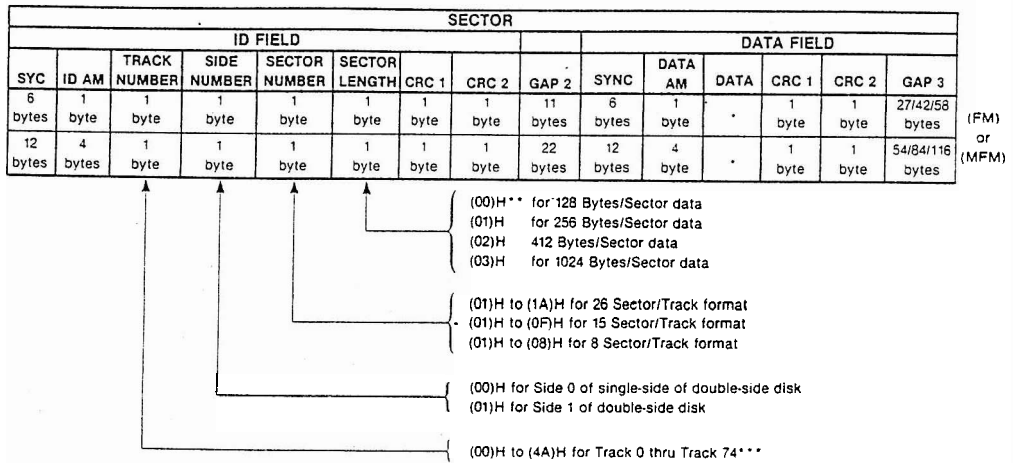 SECTOR
ID FIELD DATA FIELD
SYC ID AM TRACK NUMBER SIDE NUMBER SECTOR NUMBER SECTOR LENGTH CRC 1 CRC 2 GAP 2 SYNC DATA AM DATA CRC 1 CRC 2 GAP 3
6 bytes 1 byte 1 byte 1 byte 1 byte 1 byte 1 byte 1 byte 11 bytes 6 bytes 1 byte * 1 byte 1 byte 27/42/58 bytes (FM)
or
12 bytes 4 bytes 1 byte 1 byte 1 byte 1 byte 1 byte 1 byte 22 bytes 12 bytes 4 byte * 1 byte 1 byte 54/84/116 bytes (MFM)
(00)H** for 128 Bytes/Sector data
(01)H for 256 Bytes/Sector data
(02)H 412 Bytes/Sector data
(03)H for 1024 Bytes/Sector data
(01)H to (1A)H for 26 Sector/Track format
(01)H to (0F)H for 15 Sector/Track format
(01)H to (08)H for 8 Sector/Track format
(00)H for Side 0 of single-side of double-side disk
(01)H for Side 1 of double-side disk
(00)H to (4A)H for Track 0 thru Track 74***